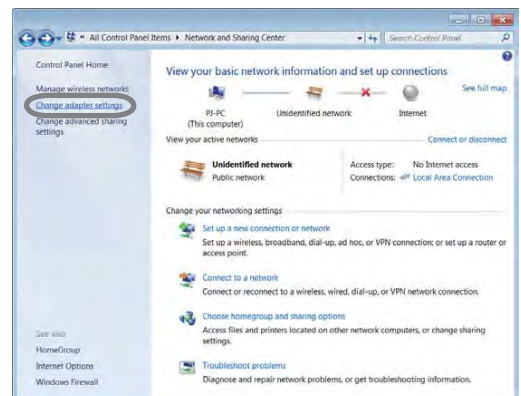 « All Control Panel Items ▸ Network and Sharing Center
Search Control Panel
Control Panel Home
Manage wireless networks
Change adapter settings
Change advanced sharing
settings
See also
HomeGroup
Internet Options
Windows Firewall
View your basic network information and set up connections
See full map
PJ-PC
(This computer)
Unidentified network
Internet
View your active networks
Connect or disconnect
Unidentified network
Public network
Access type: No Internet access
Connections: Local Area Connection
Change your networking settings
Set up a new connection or network
Set up a wireless, broadband, dial-up, ad hoc, or VPN connection; or set up a router or
access point.
Connect to a network
Connect or reconnect to a wireless, wired, dial-up, or VPN network connection.
Choose homegroup and sharing options
Access files and printers located on other network computers, or change sharing
settings.
Troubleshoot problems
Diagnose and repair network problems, or get troubleshooting information.